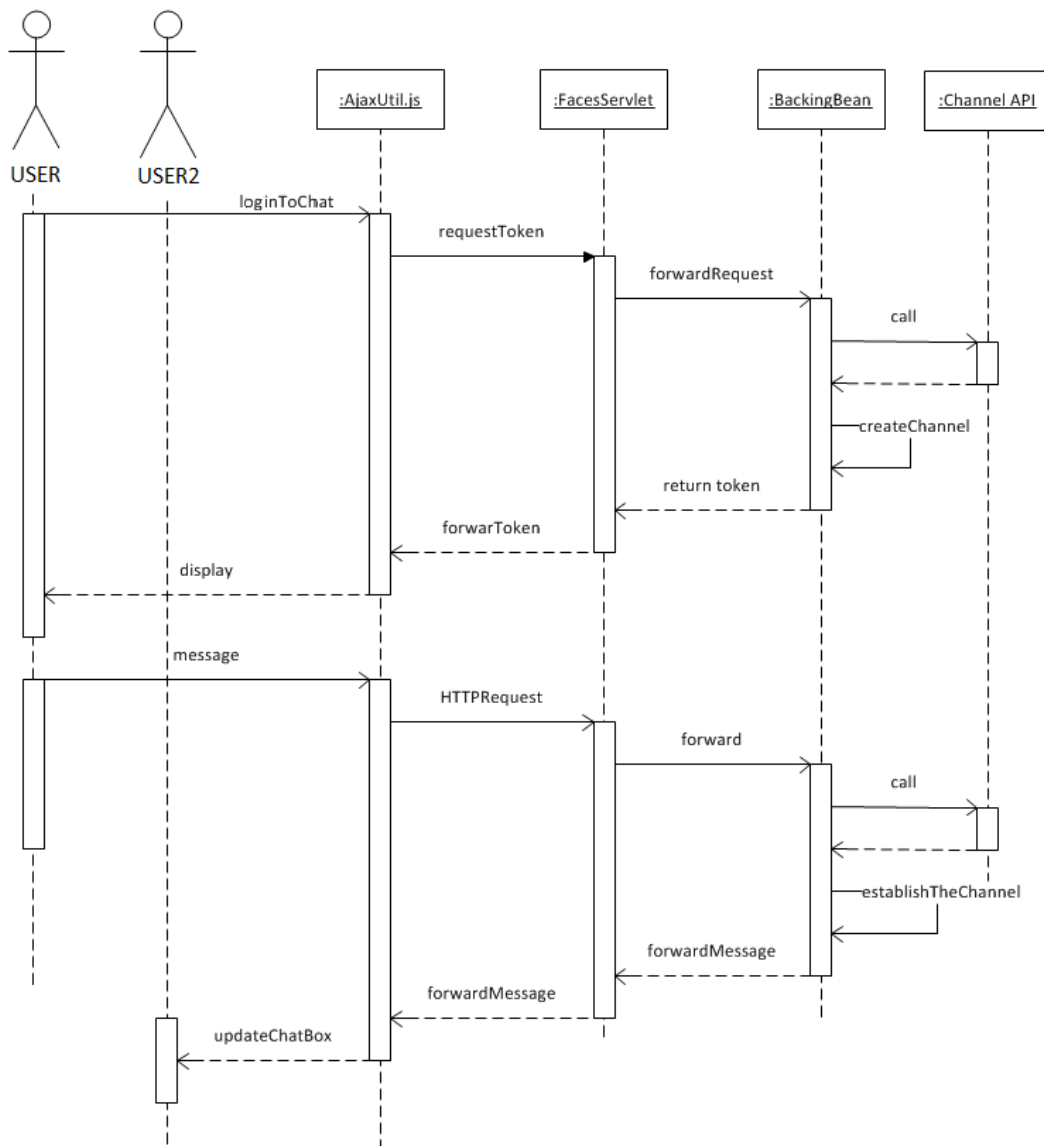 :AjaxUtil.js
:FacesServlet
:BackingBean
:Channel API
USER
USER2
loginToChat
requestToken
forwardRequest
call
createChannel
return token
forwarToken
display
message
HTTPRequest
forward
call
establishTheChannel
forwardMessage
forwardMessage
updateChatBox